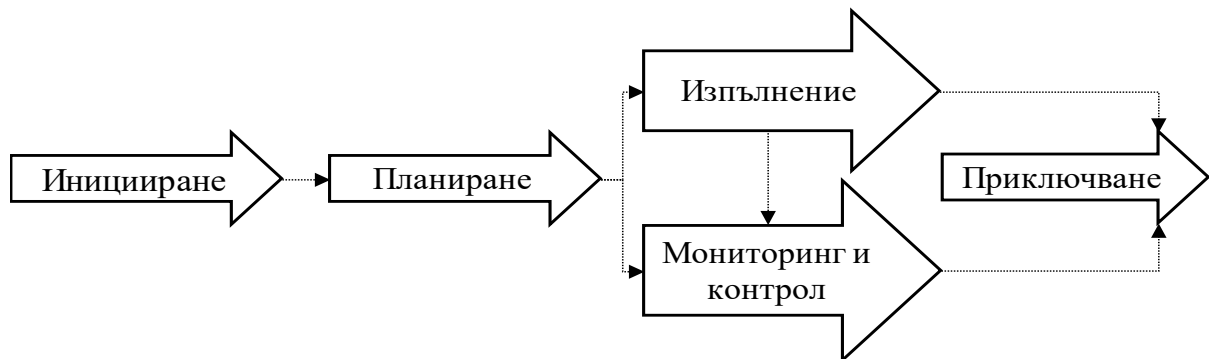 Изпълнение
Иницииране
Планиране
Приключване
Мониторинг и
контрол